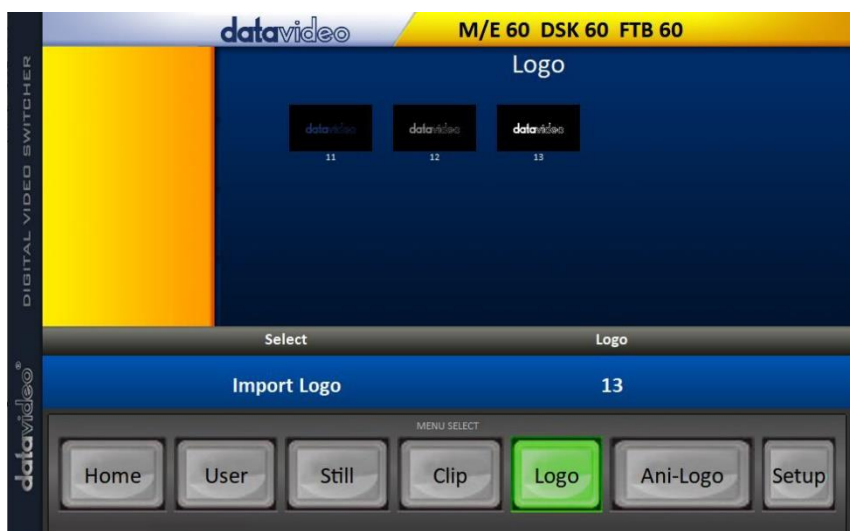 datavideo M/E 60 DSK 60 FTB 60
DIGITAL VIDEO SWITCHER
datavideo®
Logo
datavideo datavideo datavideo
11 12 13
Select Logo
Import Logo 13
MENU SELECT
Home User Still Clip Logo Ani-Logo Setup